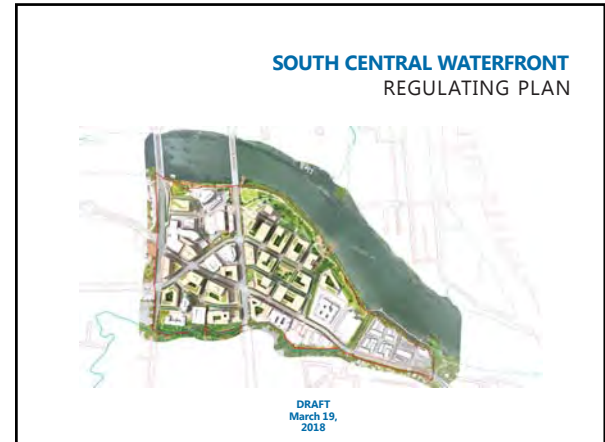 SOUTH CENTRAL WATERFRONT
REGULATING PLAN
DRAFT
March 19,
2018